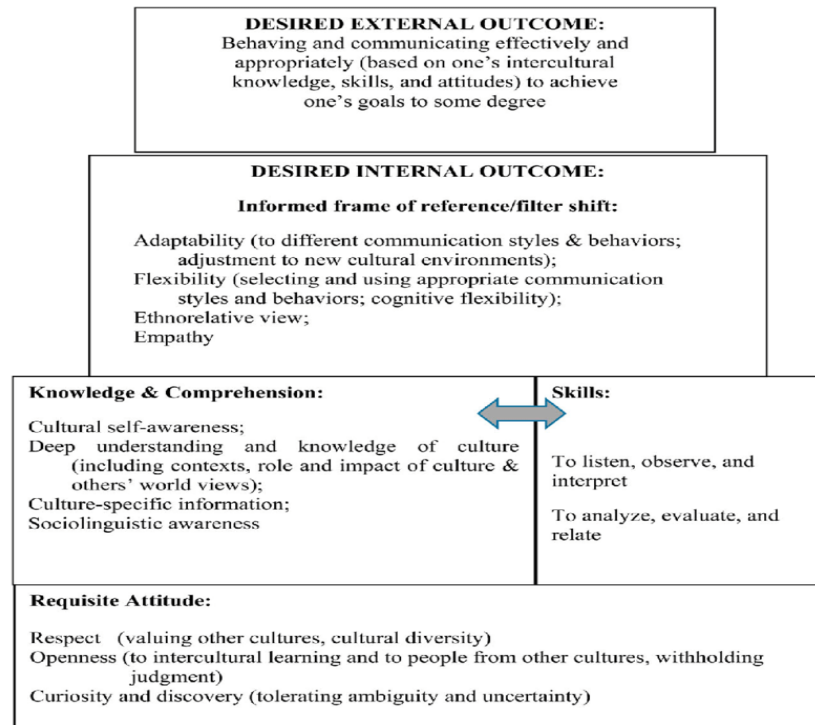 DESIRED EXTERNAL OUTCOME:
Behaving and communicating effectively and
appropriately (based on one's intercultural
knowledge, skills, and attitudes) to achieve
one's goals to some degree
DESIRED INTERNAL OUTCOME:
Informed frame of reference/filter shift:
Adaptability (to different communication styles & behaviors;
adjustment to new cultural environments);
Flexibility (selecting and using appropriate communication
styles and behaviors; cognitive flexibility);
Ethnorelative view;
Empathy
Knowledge & Comprehension:
Cultural self-awareness;
Deep understanding and knowledge of culture
(including contexts, role and impact of culture &
others' world views);
Culture-specific information;
Sociolinguistic awareness
Skills:
To listen, observe, and
interpret
To analyze, evaluate, and
relate
Requisite Attitude:
Respect (valuing other cultures, cultural diversity)
Openness (to intercultural learning and to people from other cultures, withholding
judgment)
Curiosity and discovery (tolerating ambiguity and uncertainty)